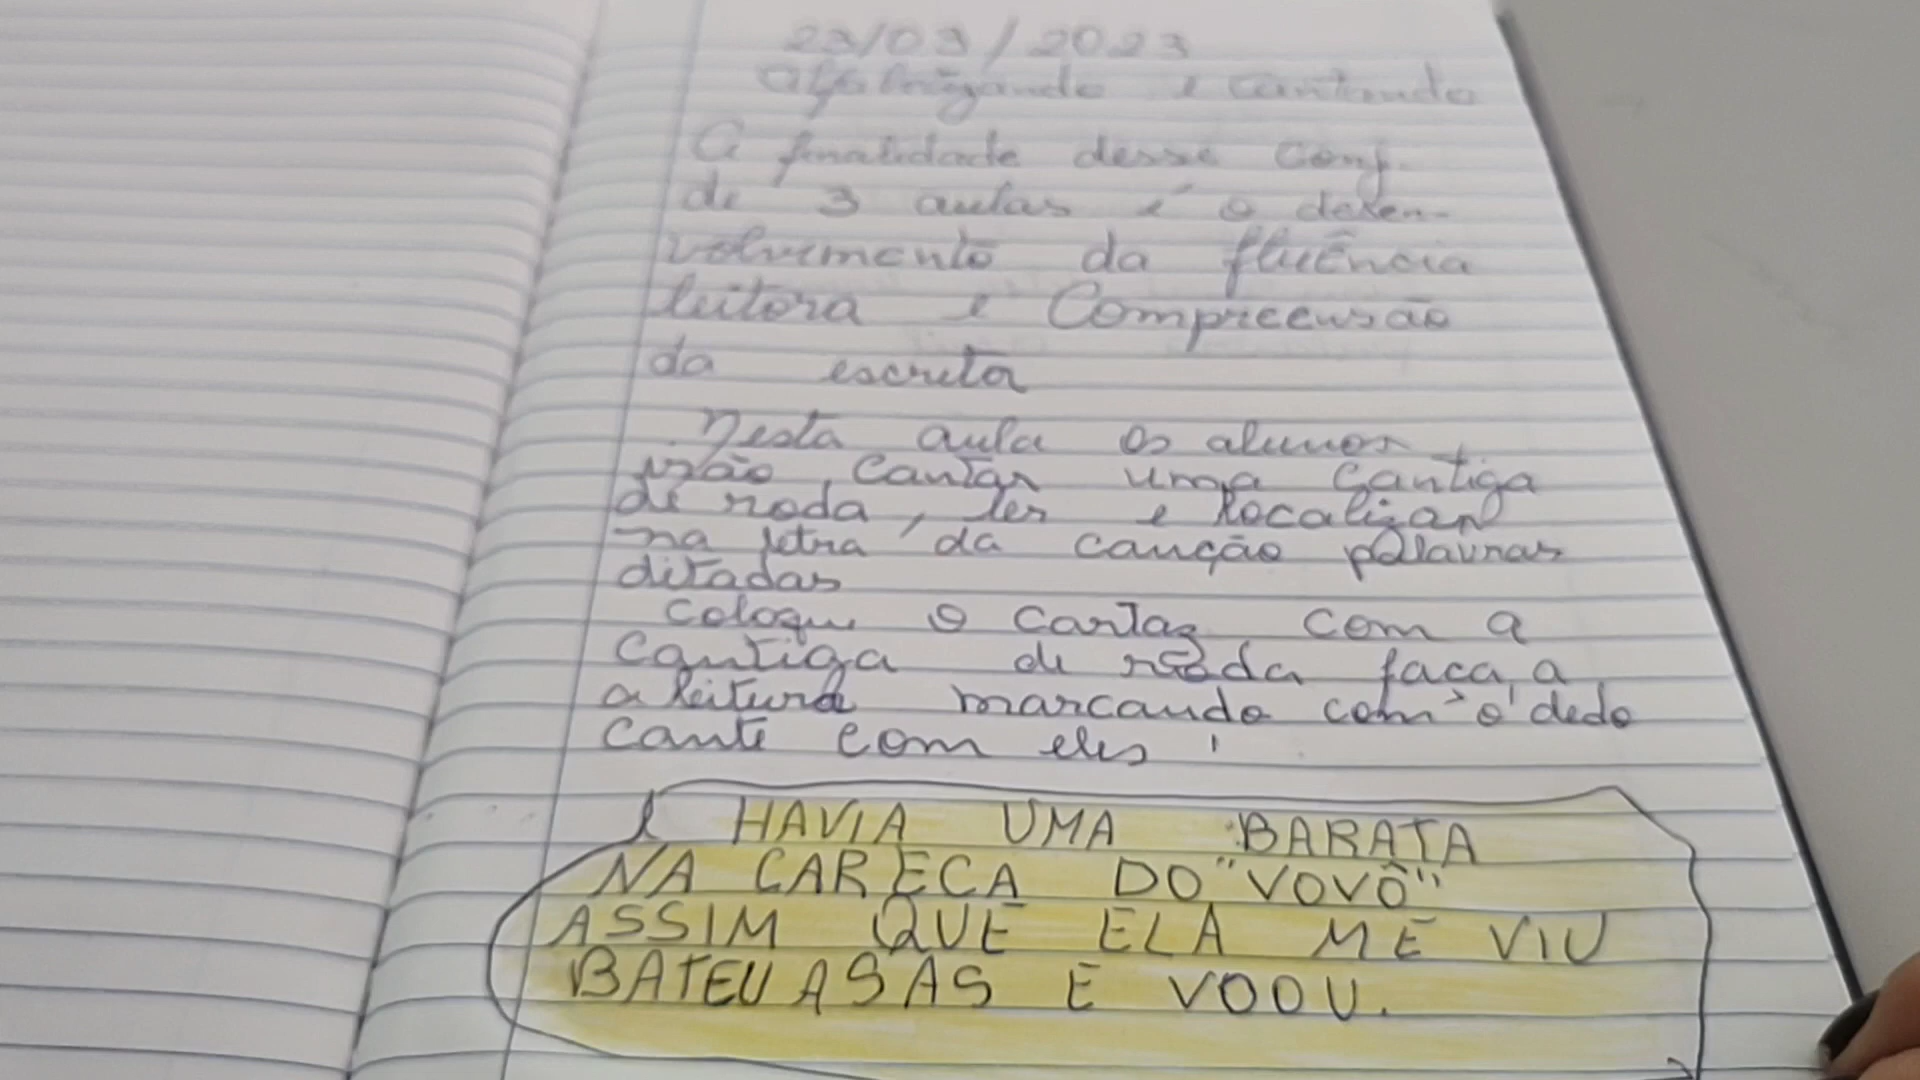 23/03/2023
Alfabetizando e cantando
A finalidade desse conj.
de 3 aulas é o desen-
volvimento da fluência
leitora e Compreensão
da escrita
Nesta aula os alunos
irão cantar uma cantiga
de roda, ler e localizar
na letra da canção palavras
ditadas
coloque o cartaz com a
cantiga de roda faça a
a leitura marcando com o dedo
cante com eles!
HAVIA UMA BARATA
NA CARECA DO "VOVÔ"
ASSIM QUE ELA ME VIU
BATEU ASAS E VOOU.